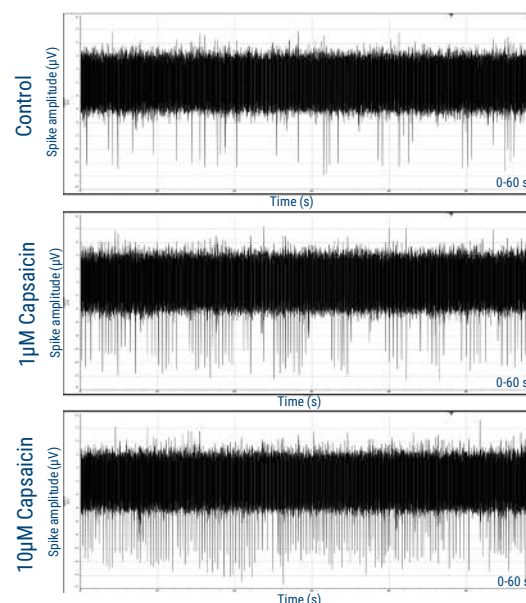 Control
Spike amplitude (µV)
0-60 s
Time (s)
1µM Capsaicin
Spike amplitude (µV)
0-60 s
Time (s)
10µM Capsaicin
Spike amplitude (µV)
0-60 s
Time (s)